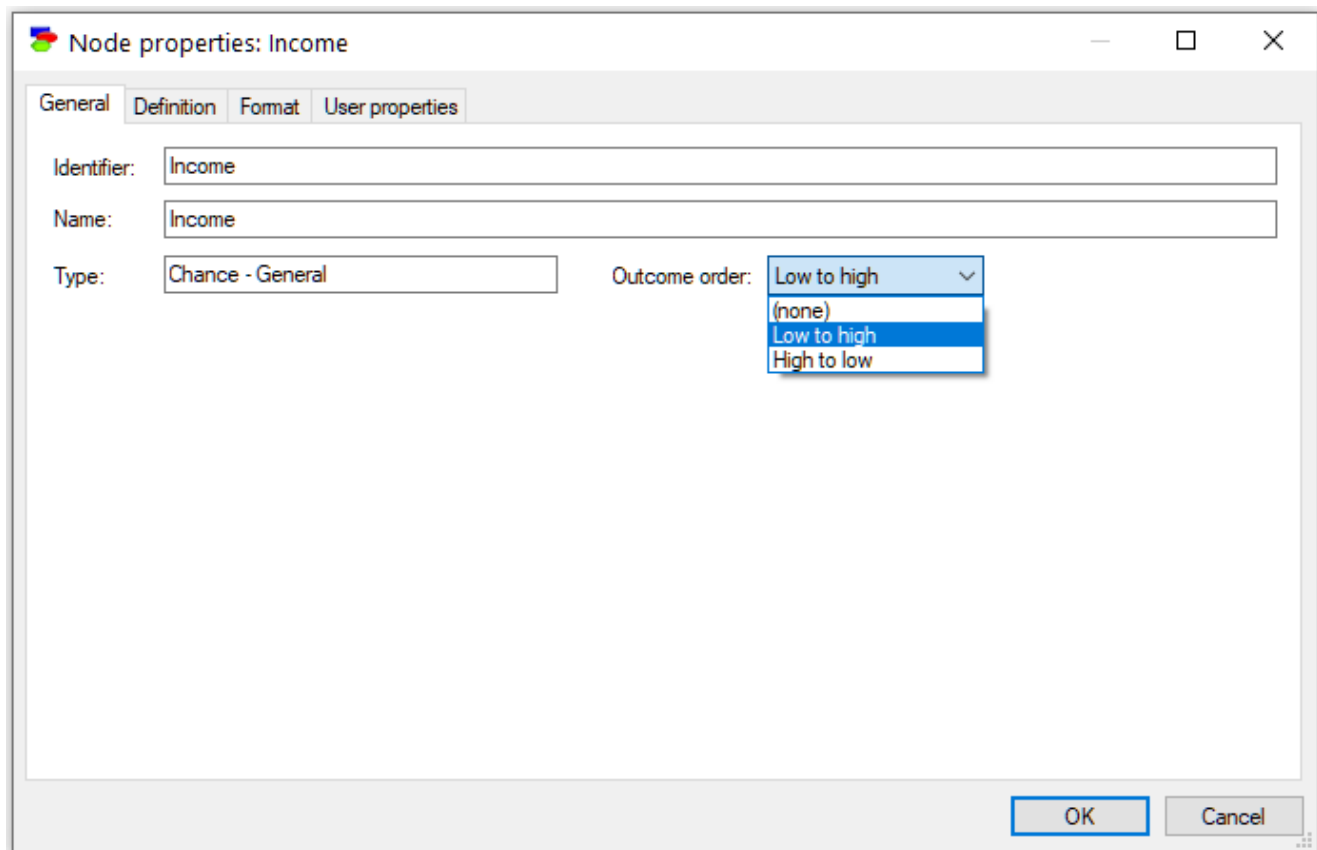 Node properties: Income
General Definition Format User properties
Identifier: Income
Name: Income
Type: Chance - General Outcome order: Low to high
(none)
Low to high
High to low
OK Cancel